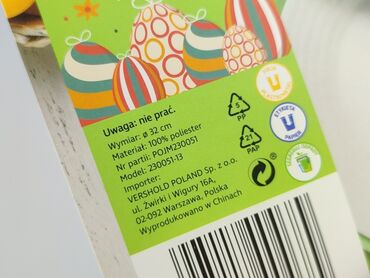 Uwaga: nie prać.
Wymiar: ø 32 cm
Materiał: 100% poliester
Nr partii: POJM230051
Model: 230051-13
Importer:
VERSHOLD POLAND Sp. z o.o.
ul. Żwirki i Wigury 16A,
02-092 Warszawa, Polska
Wyprodukowano w Chinach
5
PP
21
PAP
ETYKIETA
PAPIER